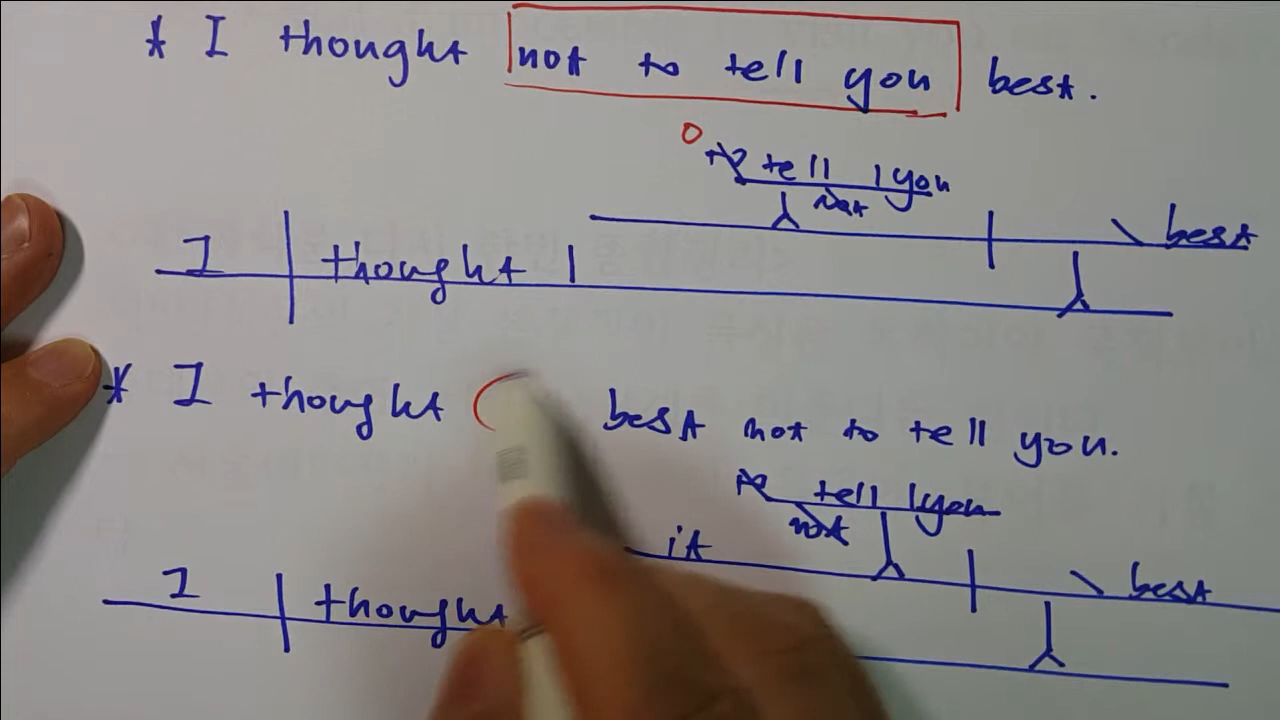 * I thought not to tell you best.
to tell you
not
best
I thought
* I thought best not to tell you.
to tell you
not
it
best
I thought